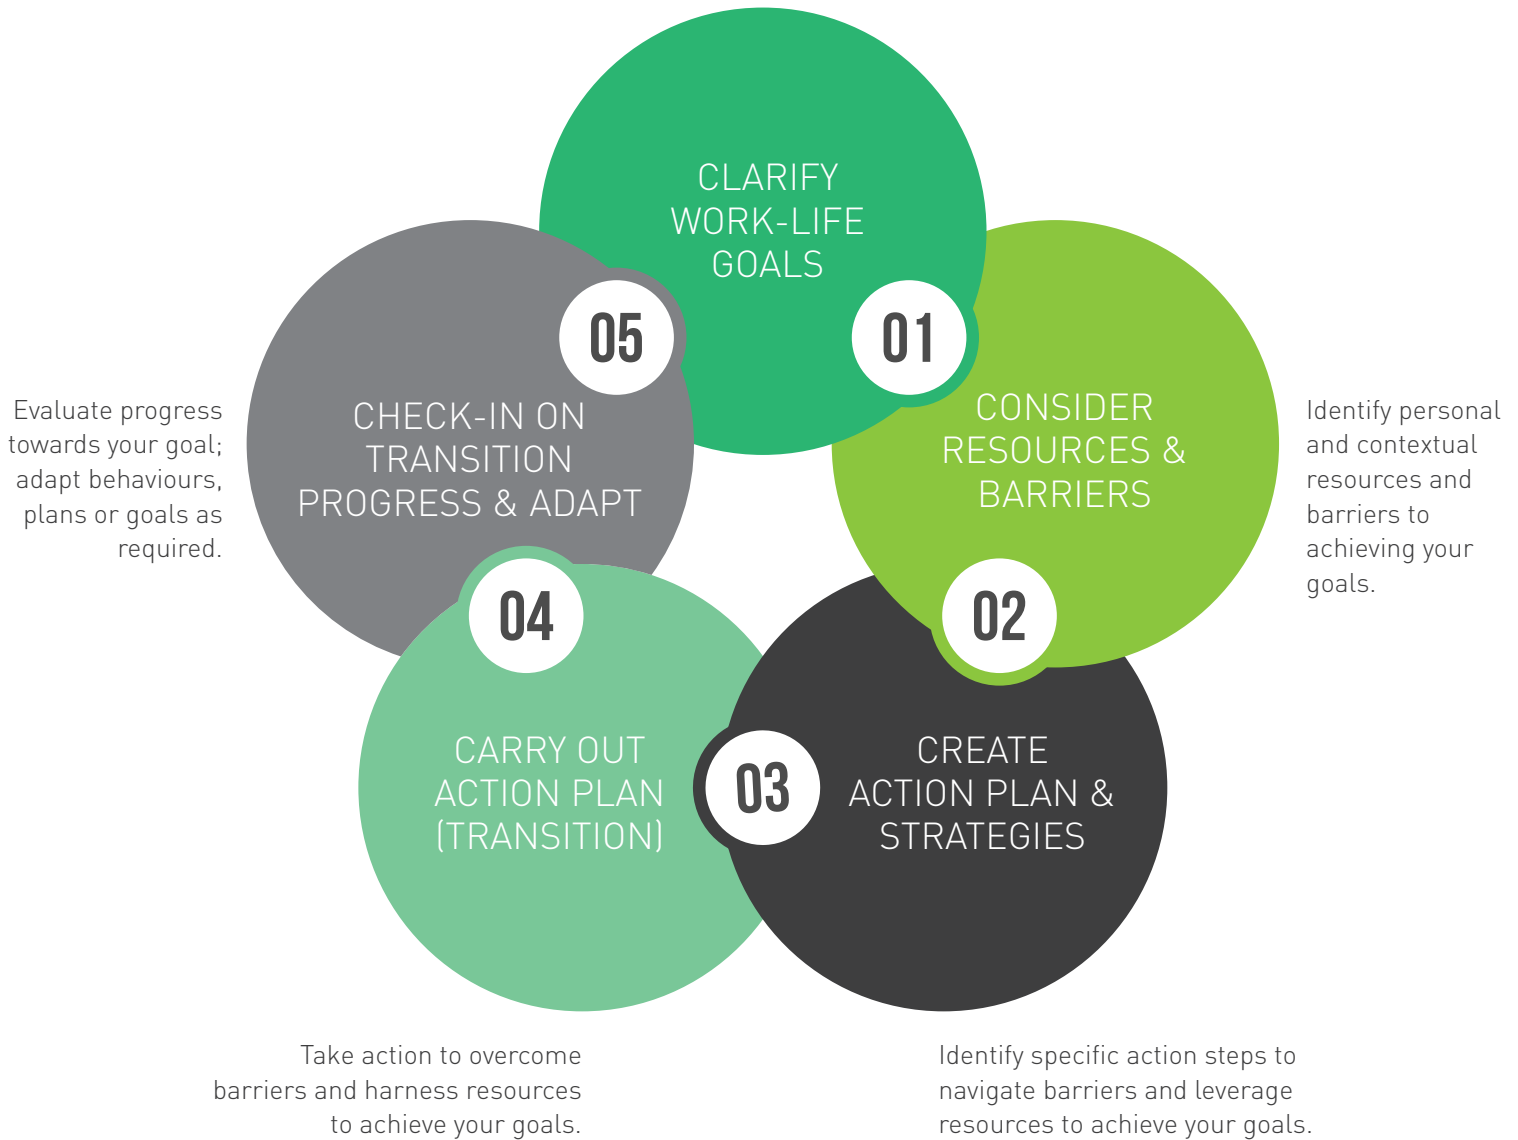 CLARIFY
WORK-LIFE
GOALS
01
CONSIDER
RESOURCES &
BARRIERS
Identify personal
and contextual
resources and
barriers to
achieving your
goals.
02
CREATE
ACTION PLAN &
STRATEGIES
Identify specific action steps to
navigate barriers and leverage
resources to achieve your goals.
03
CARRY OUT
ACTION PLAN
(TRANSITION)
Take action to overcome
barriers and harness resources
to achieve your goals.
04
CHECK-IN ON
TRANSITION
PROGRESS & ADAPT
Evaluate progress
towards your goal;
adapt behaviours,
plans or goals as
required.
05